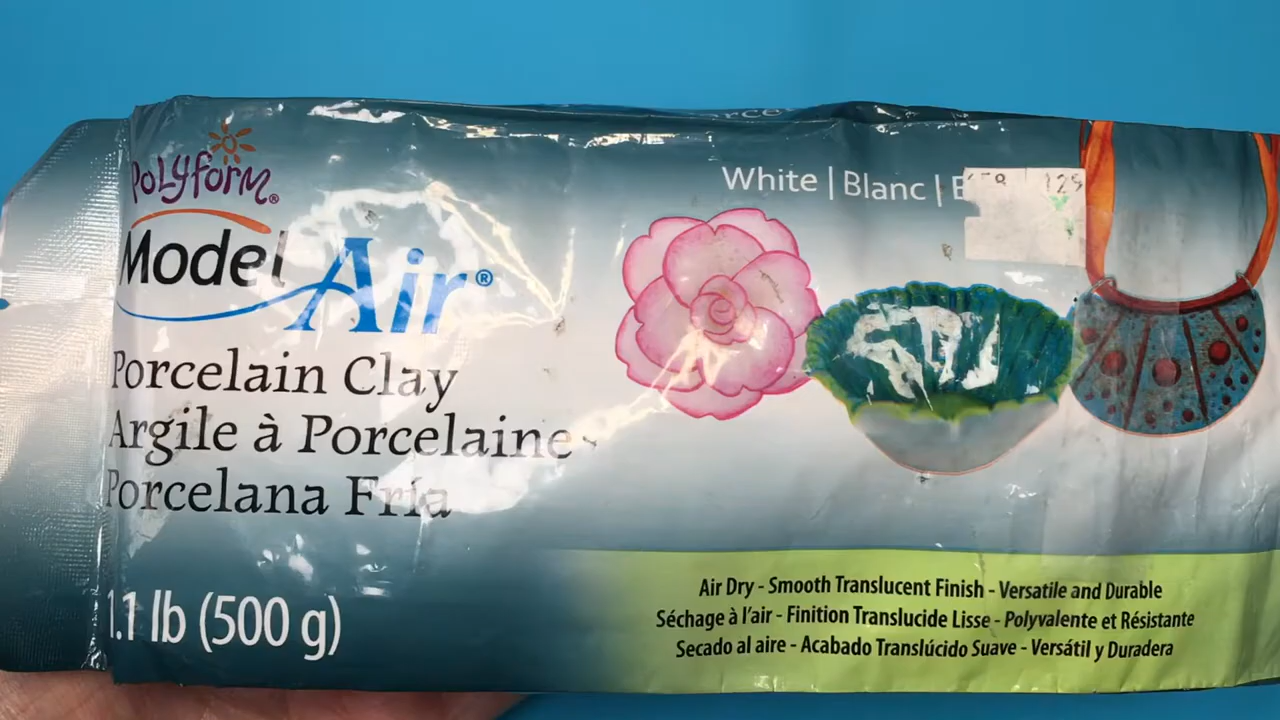 Polyform®
Model Air®
Porcelain Clay
Argile à Porcelaine
Porcelana Fría
1.1 lb (500 g)
White | Blanc |
Air Dry - Smooth Translucent Finish - Versatile and Durable
Séchage à l'air - Finition Translucide Lisse - Polyvalente et Résistante
Secado al aire - Acabado Translúcido Suave - Versátil y Duradera